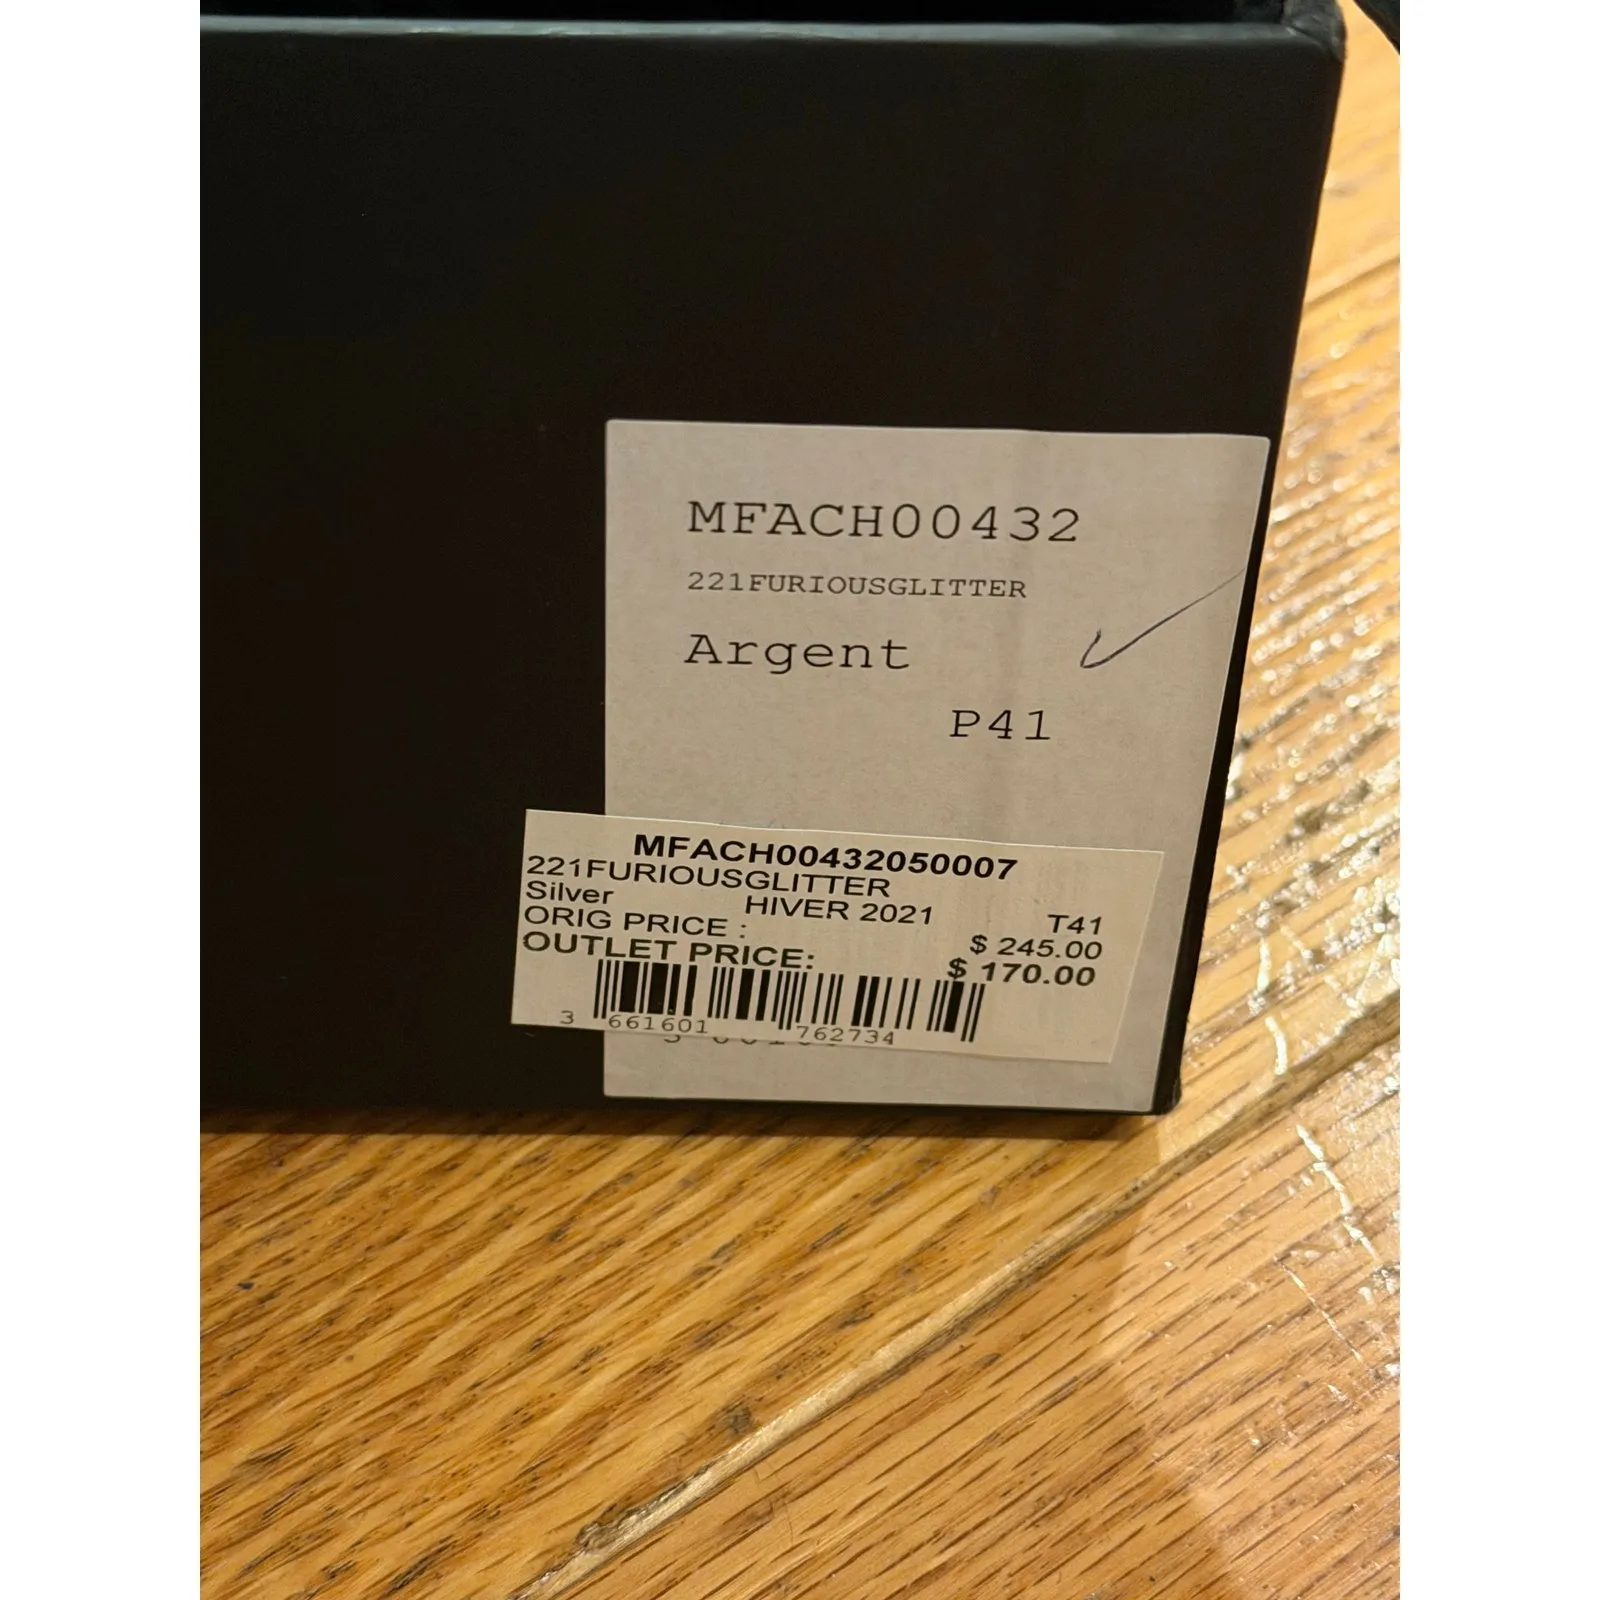 MFACH00432
221FURIOUSGLITTER
Argent
P41
MFACH00432050007
221FURIOUSGLITTER
Silver HIVER 2021 T41
ORIG PRICE : $ 245.00
OUTLET PRICE: $ 170.00
3 661601 762734